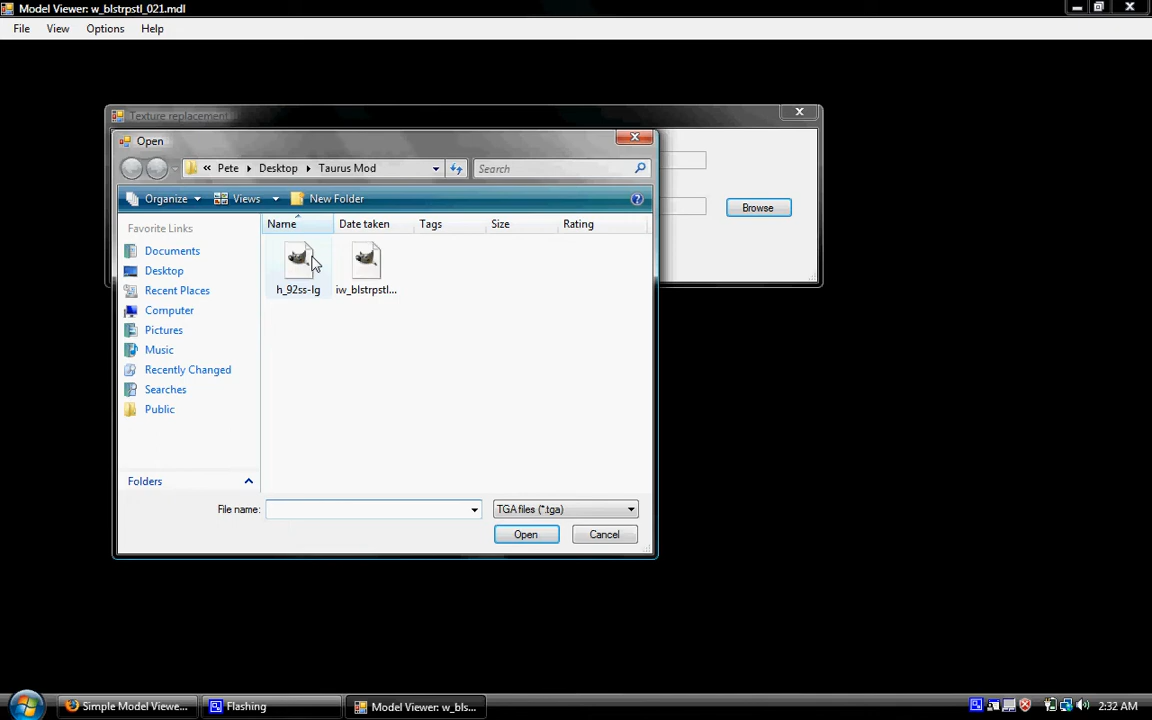 Model Viewer: w_blstrpstl_021.mdl
File View Options Help
Texture replacement
Open
« Pete Desktop Taurus Mod Search
Organize Views New Folder
Browse
Favorite Links
Name Date taken Tags Size Rating
Documents
Desktop
Recent Places
Computer
Pictures
Music
Recently Changed
Searches
Public
h_92ss-lg iw_blstrpstl...
Folders
File name: TGA files (*.tga)
Open Cancel
Simple Model Viewe... Flashing Model Viewer: w_bls... 2:32 AM